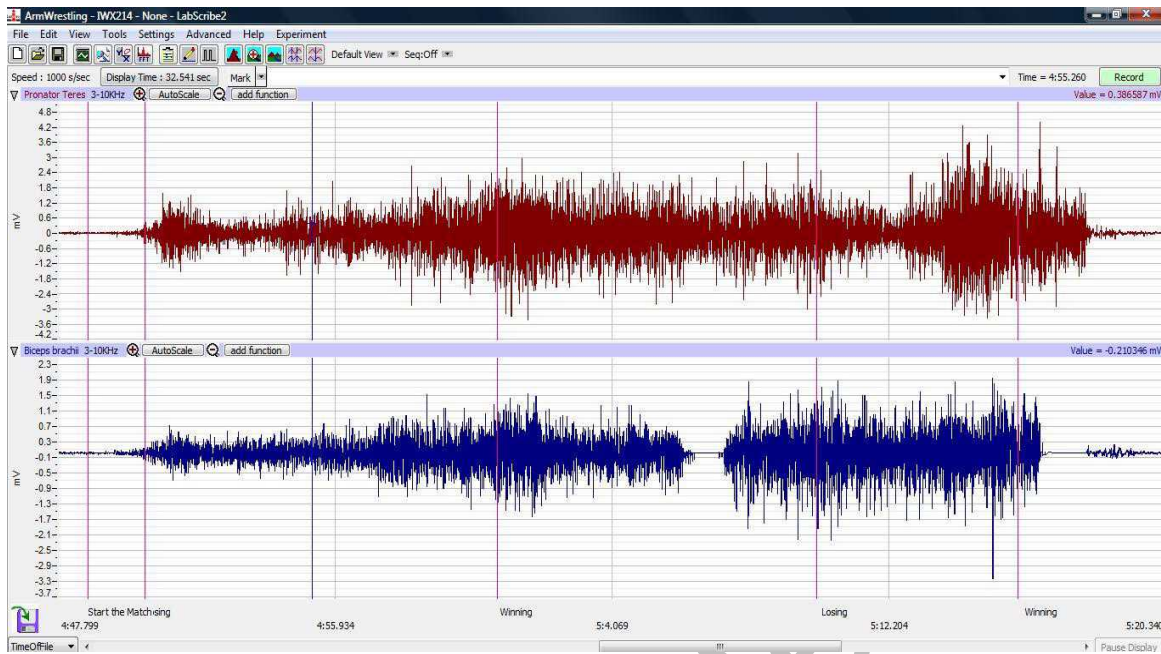 ArmWrestling - IWX214 - None - LabScribe2
File Edit View Tools Settings Advanced Help Experiment
Default View Seq:Off
Speed : 1000 s/sec Display Time : 32.541 sec Mark Time = 4:55.260 Record
Pronator Teres 3-10KHz AutoScale add function Value = 0.386587 mV
4.8-
4.2-
3.6-
3-
2.4-
1.8-
1.2-
0.6-
0-
-0.6-
-1.2-
-1.8-
-2.4-
-3-
-3.6-
-4.2
mV
Biceps brachii 3-10KHz AutoScale add function Value = -0.210346 mV
2.3-
1.9-
1.5-
1.1-
0.7-
0.3-
-0.1-
-0.5-
-0.9-
-1.3-
-1.7-
-2.1-
-2.5-
-2.9-
-3.3-
-3.7
mV
Start the Match sing Winning Losing Winning
4:47.799 4:55.934 5:4.069 5:12.204 5:20.340
TimeOfFile Pause Display